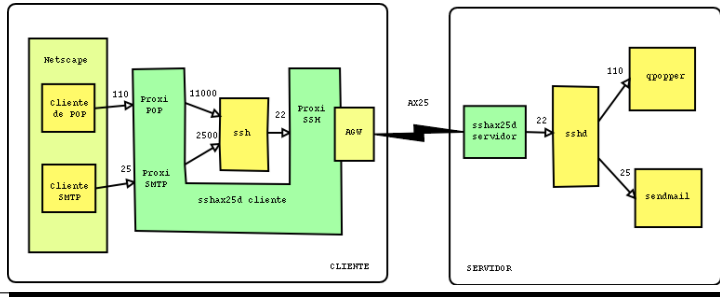 Netscape
Cliente
de POP
Cliente
SMTP
110
25
Proxi
POP
Proxi
SMTP
11000
2500
ssh
22
Proxi
SSH
AGW
sshax25d cliente
CLIENTE
AX25
sshax25d
servidor
22
sshd
110
25
qpopper
sendmail
SERVIDOR